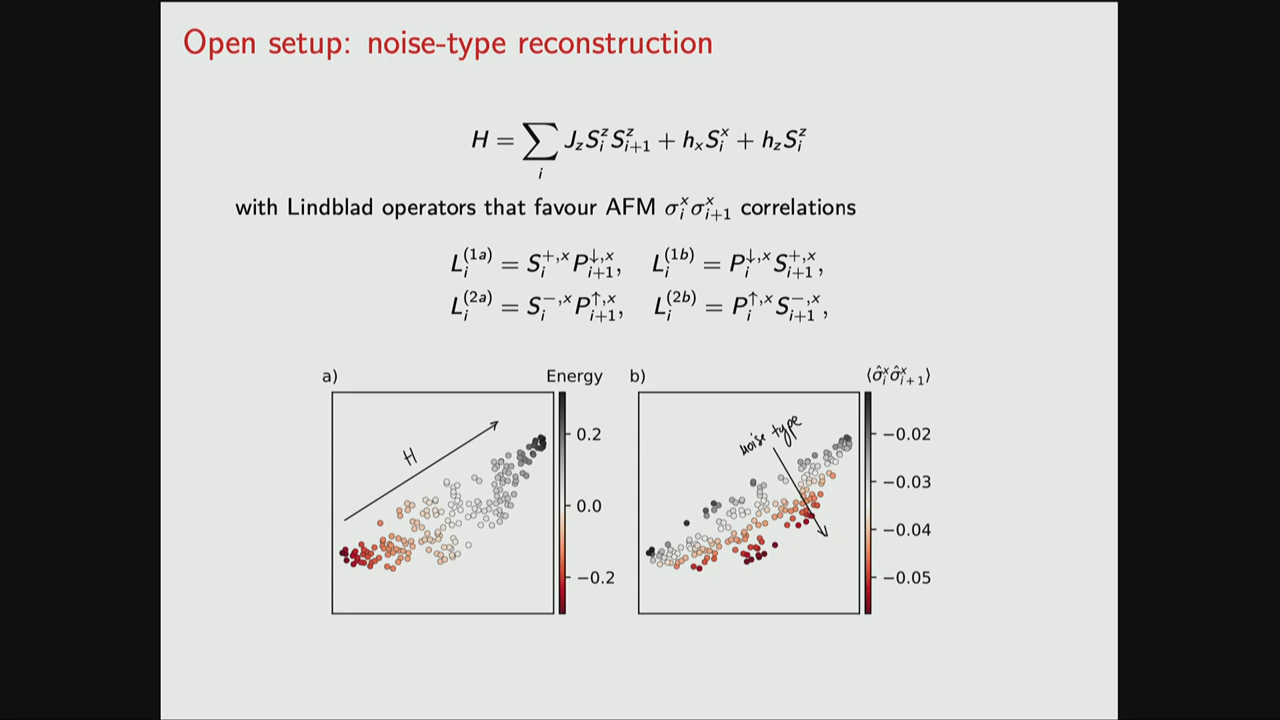 Open setup: noise-type reconstruction
H = ∑_i J_z S_i^z S_{i+1}^z + h_x S_i^x + h_z S_i^z
with Lindblad operators that favour AFM σ_i^x σ_{i+1}^x correlations
L_i^{(1a)} = S_i^{+,x} P_{i+1}^{↓,x}, L_i^{(1b)} = P_i^{↓,x} S_{i+1}^{+,x},
L_i^{(2a)} = S_i^{-,x} P_{i+1}^{↑,x}, L_i^{(2b)} = P_i^{↑,x} S_{i+1}^{-,x},
a) Energy
H
0.2
0.0
−0.2
b) ⟨σ̂_i^x σ̂_{i+1}^x⟩
noise type
−0.02
−0.03
−0.04
−0.05